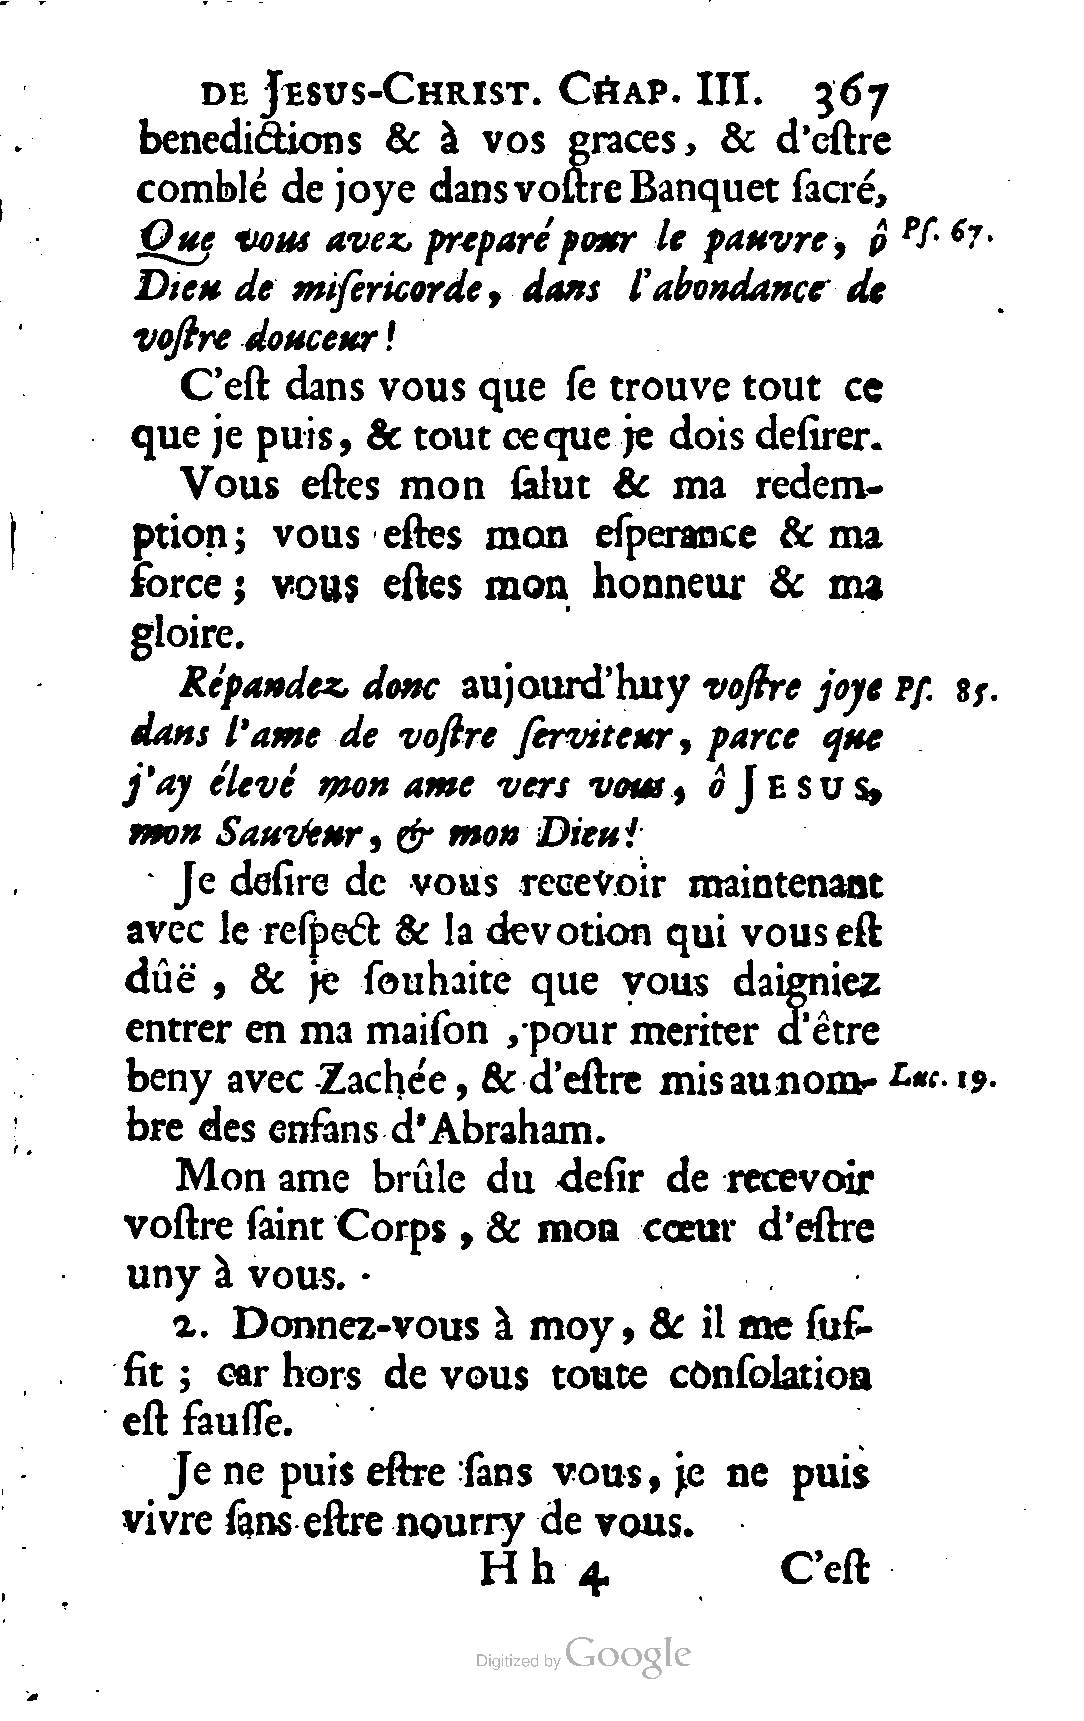 DE JESUS-CHRIST. CHAP. III. 367
benedictions & à vos graces, & d'eſtre
comblé de joye dans voſtre Banquet ſacré,
Que vous avez preparé pour le pauvre, ô Pſ. 67.
Dieu de miſericorde, dans l'abondance de
voſtre douceur !
C'eſt dans vous que ſe trouve tout ce
que je puis, & tout ce que je dois deſirer.
Vous eſtes mon ſalut & ma redem-
ption; vous eſtes mon eſperance & ma
force ; vous eſtes mon honneur & ma
gloire.
Répandez donc aujourd'huy voſtre joye Pſ. 85.
dans l'ame de voſtre ſerviteur, parce que
j'ay élevé mon ame vers vous, ô JESUS,
mon Sauveur, & mon Dieu!
Je deſire de vous recevoir maintenant
avec le reſpect & la devotion qui vous eſt
dûë , & je ſouhaite que vous daigniez
entrer en ma maiſon , pour meriter d'être
beny avec Zachée, & d'eſtre mis au nom- Luc. 19.
bre des enfans d'Abraham.
Mon ame brûle du deſir de recevoir
voſtre ſaint Corps , & mon cœur d'eſtre
uny à vous.
2. Donnez-vous à moy, & il me ſuf-
fit ; car hors de vous toute conſolation
eſt fauſſe.
Je ne puis eſtre ſans vous, je ne puis
vivre ſans eſtre nourry de vous.
H h 4 C'eſt
Digitized by Google